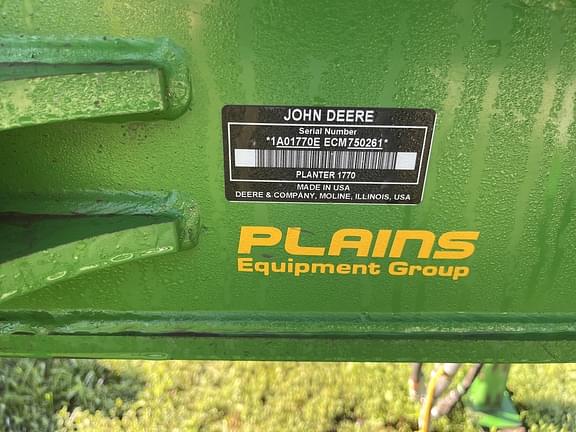 JOHN DEERE
Serial Number
*1A01770E ECM750261*
PLANTER 1770
MADE IN USA
DEERE & COMPANY, MOLINE, ILLINOIS, USA
PLAINS
Equipment Group